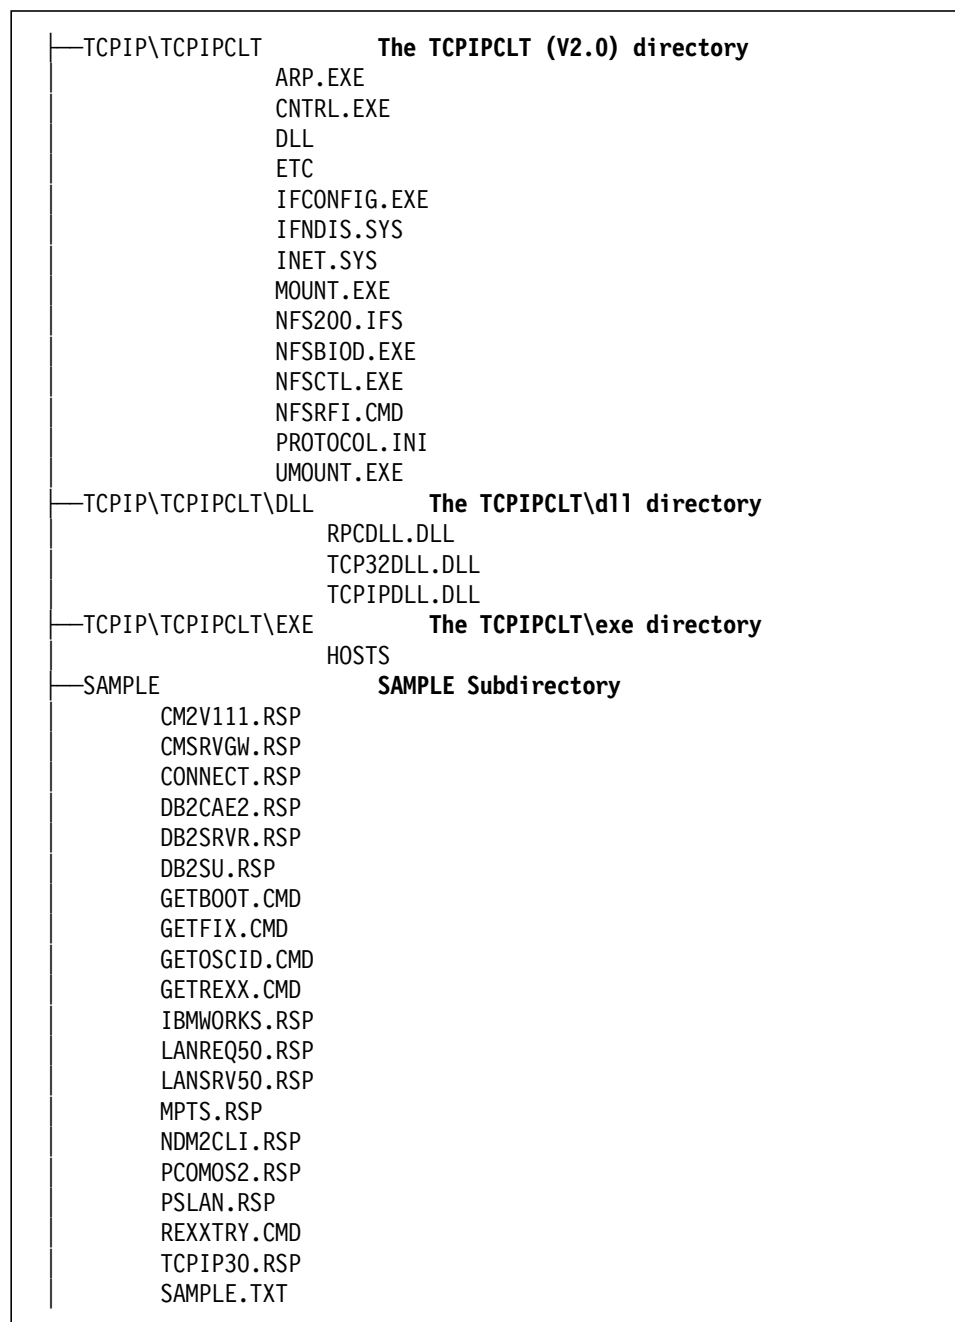 ├──TCPIP\TCPIPCLT The TCPIPCLT (V2.0) directory
│ ARP.EXE
│ CNTRL.EXE
│ DLL
│ ETC
│ IFCONFIG.EXE
│ IFNDIS.SYS
│ INET.SYS
│ MOUNT.EXE
│ NFS200.IFS
│ NFSBIOD.EXE
│ NFSCTL.EXE
│ NFSRFI.CMD
│ PROTOCOL.INI
│ UMOUNT.EXE
├──TCPIP\TCPIPCLT\DLL The TCPIPCLT\dll directory
│ RPCDLL.DLL
│ TCP32DLL.DLL
│ TCPIPDLL.DLL
├──TCPIP\TCPIPCLT\EXE The TCPIPCLT\exe directory
│ HOSTS
├──SAMPLE SAMPLE Subdirectory
│ CM2V111.RSP
│ CMSRVGW.RSP
│ CONNECT.RSP
│ DB2CAE2.RSP
│ DB2SRVR.RSP
│ DB2SU.RSP
│ GETBOOT.CMD
│ GETFIX.CMD
│ GETOSCID.CMD
│ GETREXX.CMD
│ IBMWORKS.RSP
│ LANREQ50.RSP
│ LANSRV50.RSP
│ MPTS.RSP
│ NDM2CLI.RSP
│ PCOMOS2.RSP
│ PSLAN.RSP
│ REXXTRY.CMD
│ TCPIP30.RSP
│ SAMPLE.TXT